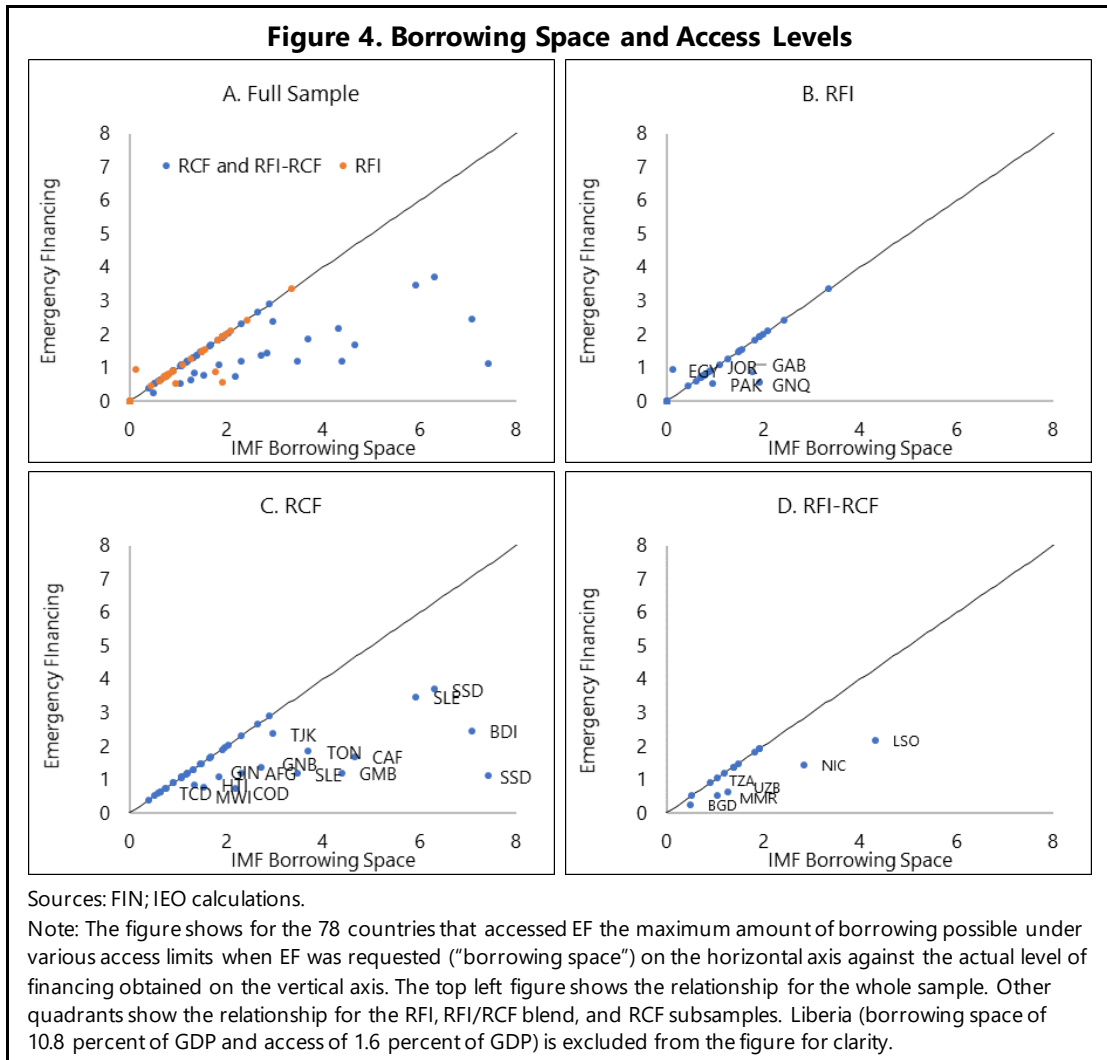 Figure 4. Borrowing Space and Access Levels
A. Full Sample
8
7
6
5
4
3
2
1
0
Emergency FInancing
RCF and RFI-RCF RFI
0 2 4 6 8
IMF Borrowing Space
B. RFI
8
7
6
5
4
3
2
1
0
Emergency FInancing
EGY JOR GAB
PAK GNQ
0 2 4 6 8
IMF Borrowing Space
C. RCF
8
7
6
5
4
3
2
1
0
Emergency FInancing
SLE SSD
TJK BDI
GNB TON CAF
GIN AFG SLE GMB SSD
TCD HTI
MWI COD
0 2 4 6 8
IMF Borrowing Space
D. RFI-RCF
8
7
6
5
4
3
2
1
0
Emergency FInancing
LSO
NIC
TZA UZB
BGD MMR
0 2 4 6 8
IMF Borrowing Space
Sources: FIN; IEO calculations.
Note: The figure shows for the 78 countries that accessed EF the maximum amount of borrowing possible under
various access limits when EF was requested (“borrowing space”) on the horizontal axis against the actual level of
financing obtained on the vertical axis. The top left figure shows the relationship for the whole sample. Other
quadrants show the relationship for the RFI, RFI/RCF blend, and RCF subsamples. Liberia (borrowing space of
10.8 percent of GDP and access of 1.6 percent of GDP) is excluded from the figure for clarity.